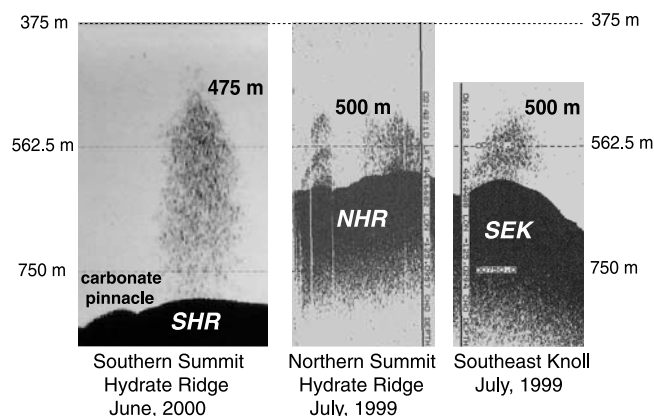 375 m
375 m
475 m
500 m
500 m
562.5 m
562.5 m
NHR
SEK
750 m
750 m
carbonate
pinnacle
SHR
Southern Summit
Hydrate Ridge
June, 2000
Northern Summit
Hydrate Ridge
July, 1999
Southeast Knoll
July, 1999